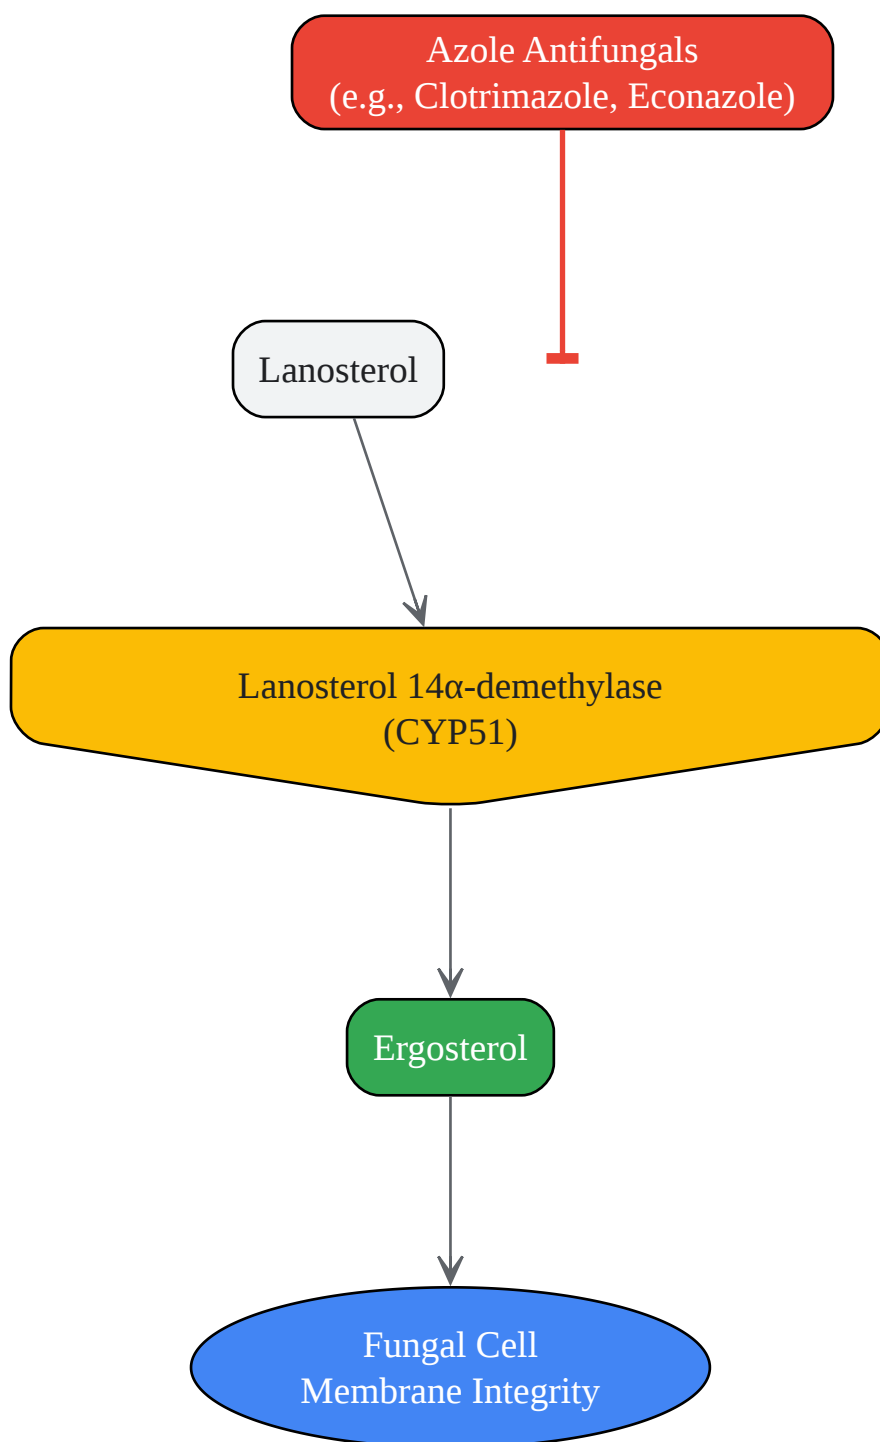 Azole Antifungals
(e.g., Clotrimazole, Econazole)
Lanosterol
Lanosterol 14α-demethylase
(CYP51)
Ergosterol
Fungal Cell
Membrane Integrity